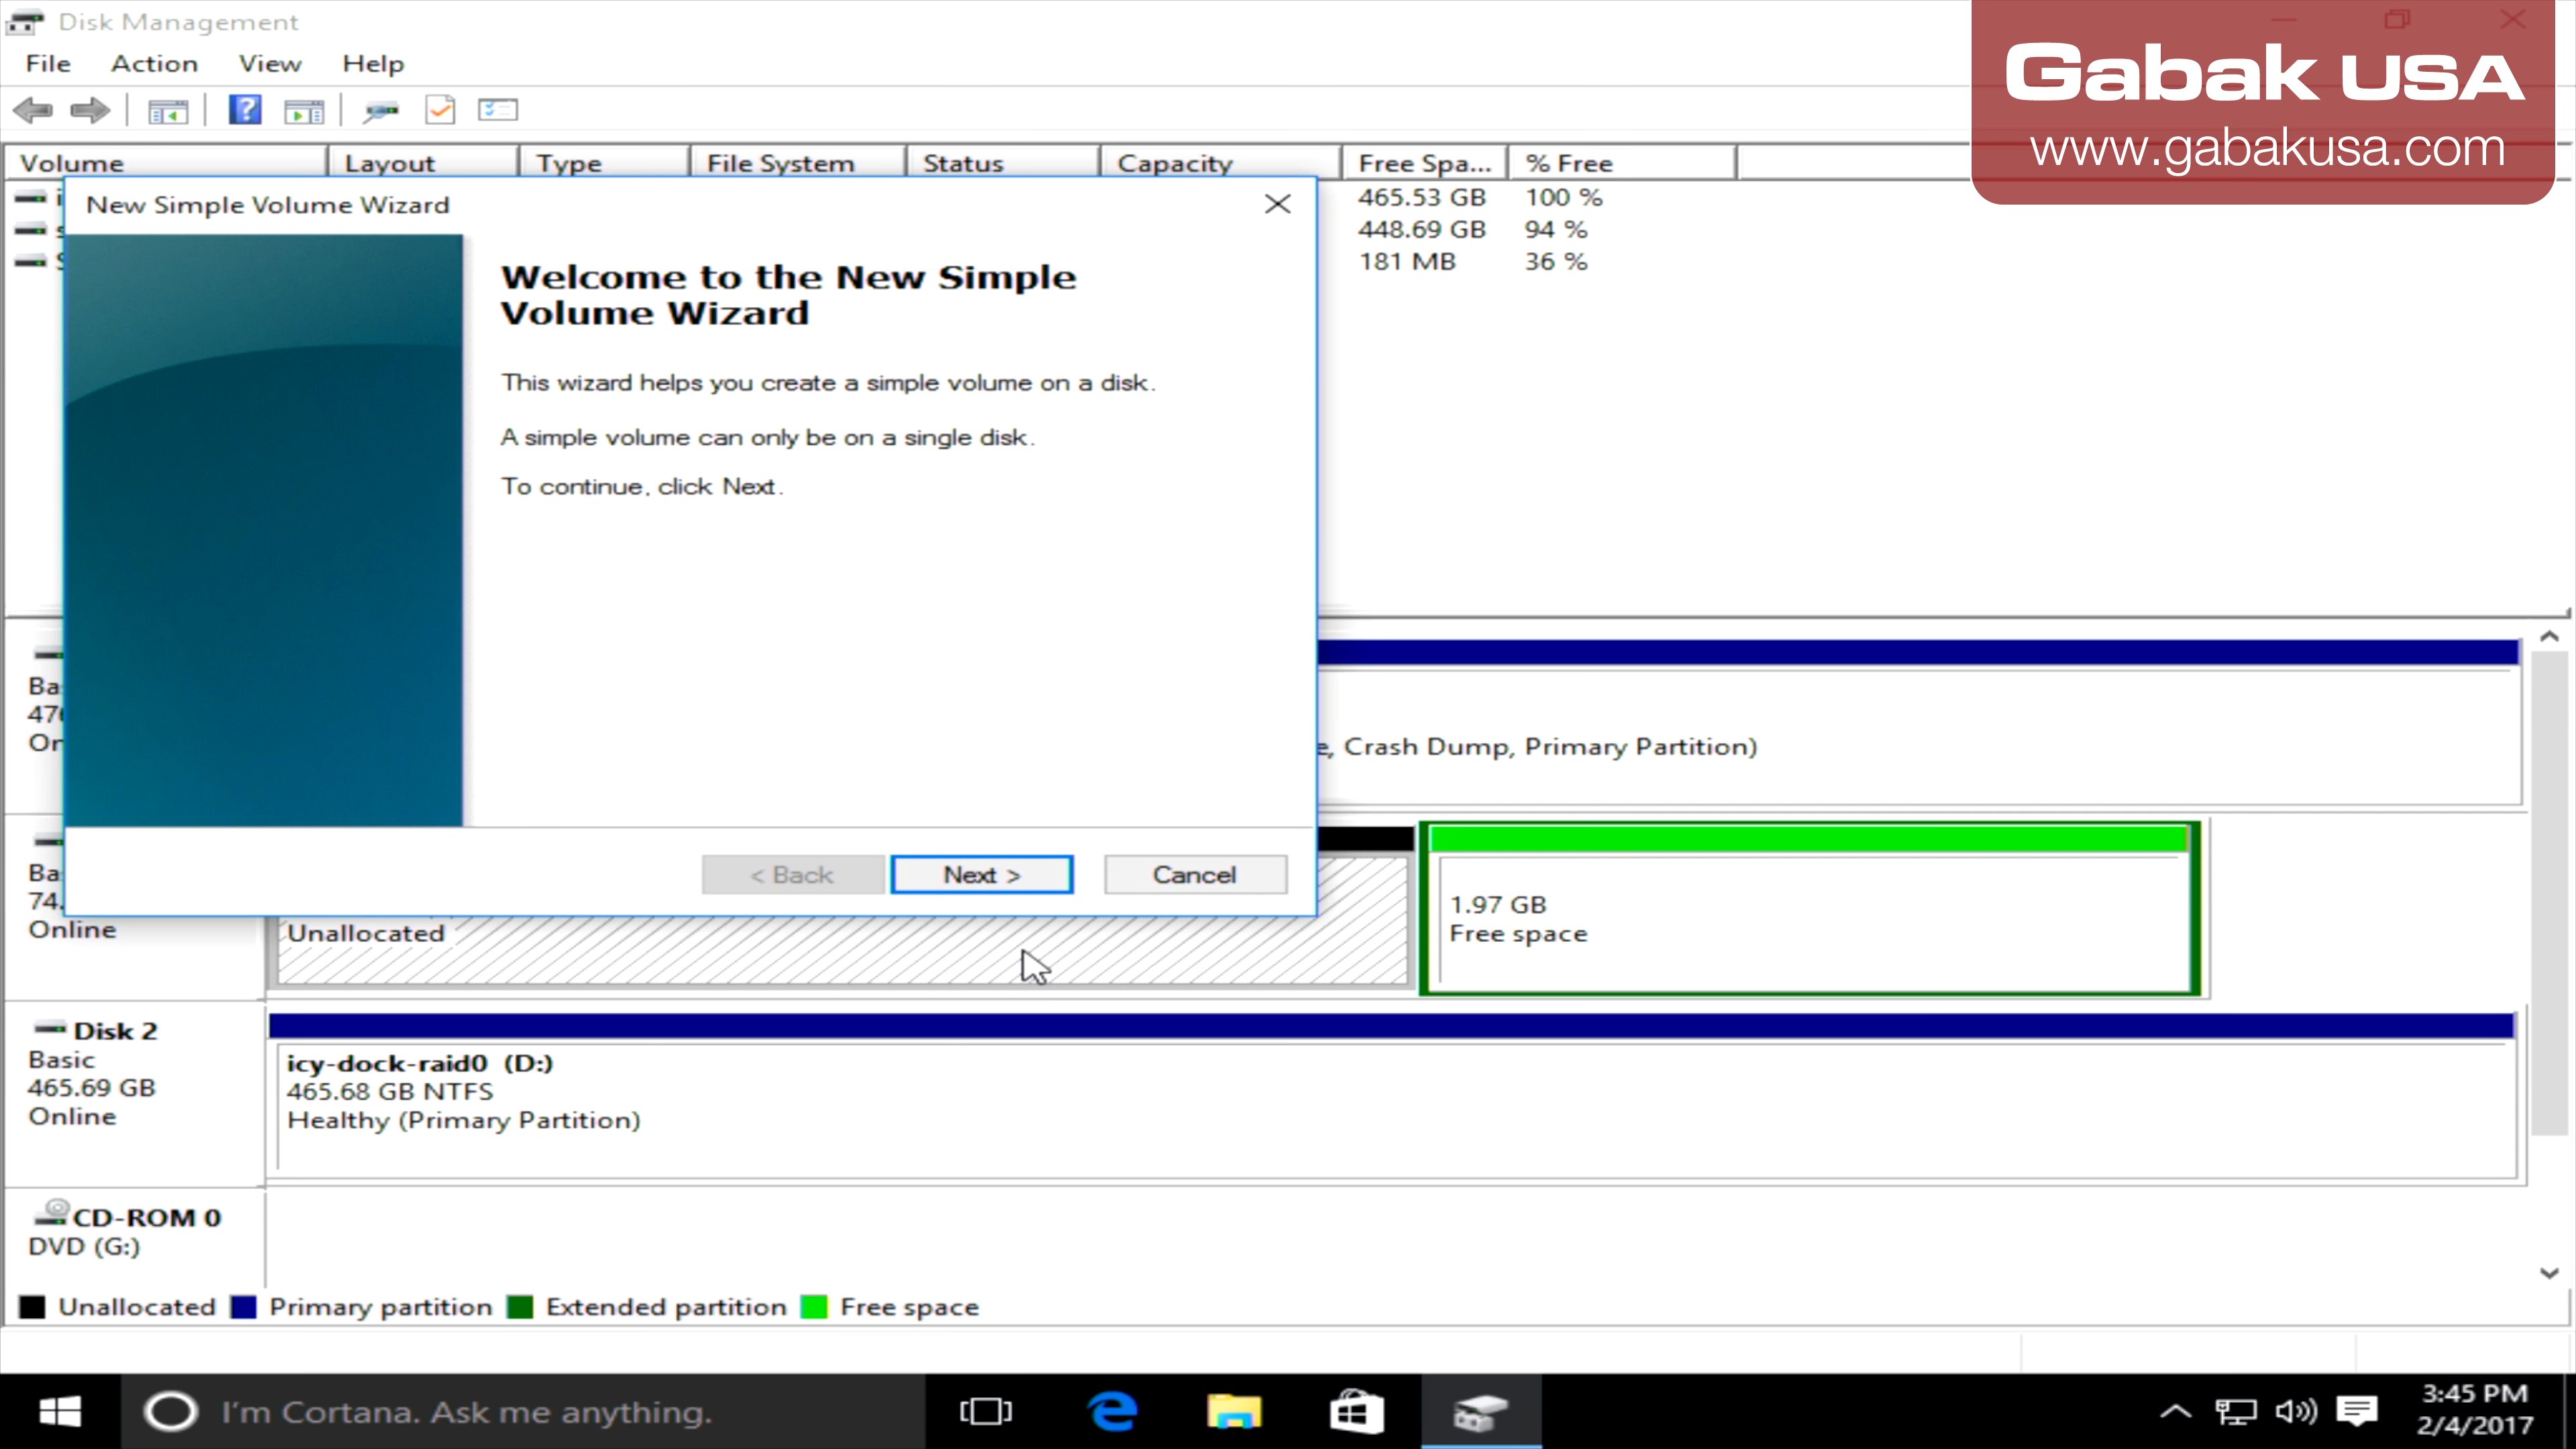 Disk Management
File Action View Help
Gabak USA
www.gabakusa.com
Volume Layout Type File System Status Capacity Free Spa... % Free
465.53 GB 100 %
448.69 GB 94 %
181 MB 36 %
New Simple Volume Wizard
Welcome to the New Simple
Volume Wizard
This wizard helps you create a simple volume on a disk.
A simple volume can only be on a single disk.
To continue, click Next.
< Back Next > Cancel
, Crash Dump, Primary Partition)
Online
Unallocated
1.97 GB
Free space
Disk 2
Basic
465.69 GB
Online
icy-dock-raid0 (D:)
465.68 GB NTFS
Healthy (Primary Partition)
CD-ROM 0
DVD (G:)
Unallocated Primary partition Extended partition Free space
I'm Cortana. Ask me anything.
3:45 PM
2/4/2017